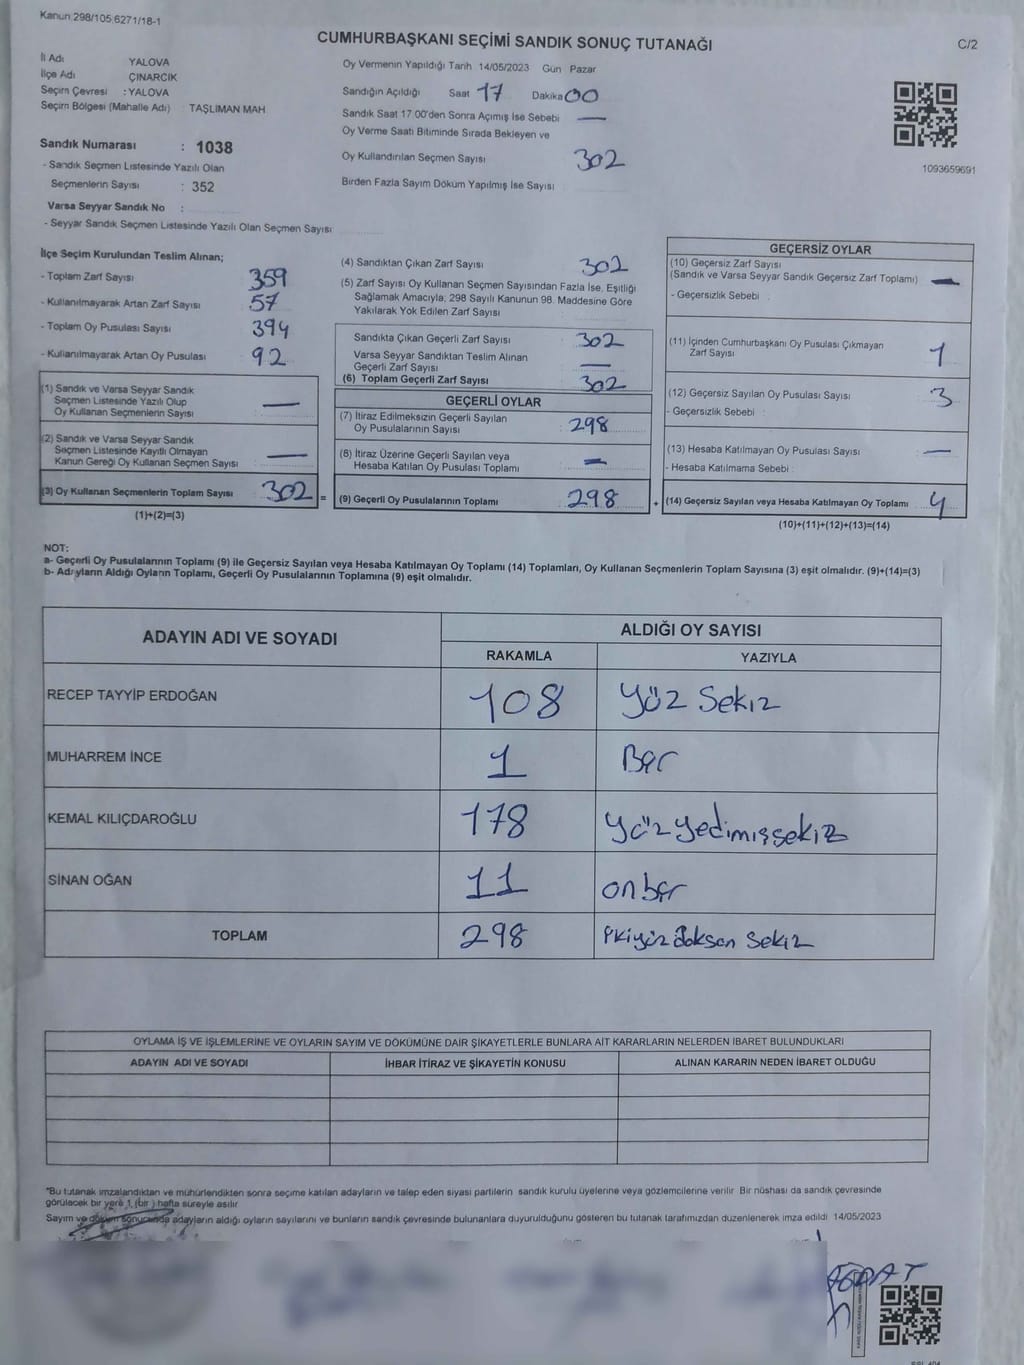 Kanun 298/105 6271/18-1
CUMHURBAŞKANI SEÇİMİ SANDIK SONUÇ TUTANAĞI
C/2
İl Adı YALOVA
İlçe Adı ÇINARCIK
Seçim Çevresi : YALOVA
Seçim Bölgesi (Mahalle Adı) TAŞLIMAN MAH.
Sandık Numarası : 1038
- Sandık Seçmen Listesinde Yazılı Olan
Seçmenlerin Sayısı : 352
Varsa Seyyar Sandık No :
- Seyyar Sandık Seçmen Listesinde Yazılı Olan Seçmen Sayısı
Oy Vermenin Yapıldığı Tarih 14/05/2023 Gün Pazar
Sandığın Açıldığı Saat 17 Dakika 00
Sandık Saat 17:00'den Sonra Açımış İse Sebebi —
Oy Verme Saati Bitiminde Sırada Bekleyen ve
Oy Kullandırılan Seçmen Sayısı 302
Birden Fazla Sayım Döküm Yapılmış İse Sayısı
1093659691
İlçe Seçim Kurulundan Teslim Alınan;
- Toplam Zarf Sayısı 359
- Kullanılmayarak Artan Zarf Sayısı 57
- Toplam Oy Pusulası Sayısı 394
- Kullanılmayarak Artan Oy Pusulası 92
(1) Sandık ve Varsa Seyyar Sandık
Seçmen Listesinde Yazılı Olup
Oy Kullanan Seçmenlerin Sayısı —
(2) Sandık ve Varsa Seyyar Sandık
Seçmen Listesinde Kayıtlı Olmayan
Kanun Gereği Oy Kullanan Seçmen Sayısı —
(3) Oy Kullanan Seçmenlerin Toplam Sayısı 302 =
(1)+(2)=(3)
(4) Sandıktan Çıkan Zarf Sayısı 302
(5) Zarf Sayısı Oy Kullanan Seçmen Sayısından Fazla İse, Eşitliği
Sağlamak Amacıyla; 298 Sayılı Kanunun 98. Maddesine Göre
Yakılarak Yok Edilen Zarf Sayısı
Sandıkta Çıkan Geçerli Zarf Sayısı 302
Varsa Seyyar Sandıktan Teslim Alınan
Geçerli Zarf Sayısı —
(6) Toplam Geçerli Zarf Sayısı 302
GEÇERLİ OYLAR
(7) İtiraz Edilmeksizin Geçerli Sayılan
Oy Pusulalarının Sayısı 298
(8) İtiraz Üzerine Geçerli Sayılan veya
Hesaba Katılan Oy Pusulası Toplamı —
(9) Geçerli Oy Pusulalarının Toplamı 298 +
GEÇERSİZ OYLAR
(10) Geçersiz Zarf Sayısı
(Sandık ve Varsa Seyyar Sandık Geçersiz Zarf Toplamı) —
- Geçersizlik Sebebi :
(11) İçinden Cumhurbaşkanı Oy Pusulası Çıkmayan
Zarf Sayısı 1
(12) Geçersiz Sayılan Oy Pusulası Sayısı 3
- Geçersizlik Sebebi :
(13) Hesaba Katılmayan Oy Pusulası Sayısı —
- Hesaba Katılmama Sebebi :
(14) Geçersiz Sayılan veya Hesaba Katılmayan Oy Toplamı 4
(10)+(11)+(12)+(13)=(14)
NOT:
a- Geçerli Oy Pusulalarının Toplamı (9) ile Geçersiz Sayılan veya Hesaba Katılmayan Oy Toplamı (14) Toplamları, Oy Kullanan Seçmenlerin Toplam Sayısına (3) eşit olmalıdır. (9)+(14)=(3)
b- Adayların Aldığı Oyların Toplamı, Geçerli Oy Pusulalarının Toplamına (9) eşit olmalıdır.
ADAYIN ADI VE SOYADI
ALDIĞI OY SAYISI
RAKAMLA YAZIYLA
RECEP TAYYİP ERDOĞAN 108 Yüz Sekiz
MUHARREM İNCE 1 Bir
KEMAL KILIÇDAROĞLU 178 yüzyedimişsekiz
SİNAN OĞAN 11 onbir
TOPLAM 298 ikiyüz doksan sekiz
OYLAMA İŞ VE İŞLEMLERİNE VE OYLARIN SAYIM VE DÖKÜMÜNE DAİR ŞİKAYETLERLE BUNLARA AİT KARARLARIN NELERDEN İBARET BULUNDUKLARI
ADAYIN ADI VE SOYADI İHBAR İTİRAZ VE ŞİKAYETİN KONUSU ALINAN KARARIN NEDEN İBARET OLDUĞU
*Bu tutanak imzalandıktan ve mühürlendikten sonra seçime katılan adayların ve talep eden siyasi partilerin sandık kurulu üyelerine veya gözlemcilerine verilir. Bir nüshası da sandık çevresinde
görülecek bir yere 1 (bir) hafta süreyle asılır
Sayım ve döküm sonucunda adayların aldığı oyların sayılarını ve bunların sandık çevresinde bulunanlara duyurulduğunu gösteren bu tutanak tarafımızdan düzenlenerek imza edildi 14/05/2023